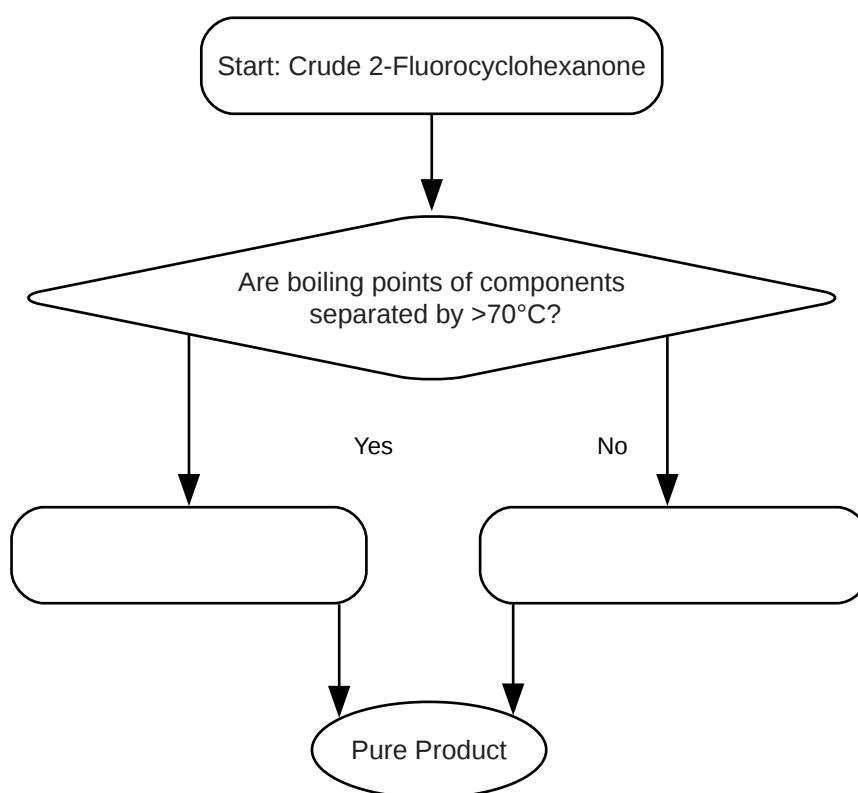 Start: Crude 2-Fluorocyclohexanone
Are boiling points of components
separated by >70°C?
Yes
No
Pure Product